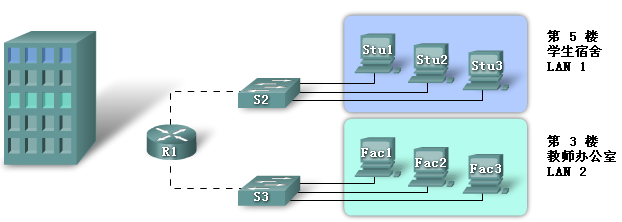 Stu1
Stu2
Stu3
第 5 楼
学生宿舍
LAN 1
S2
R1
Fac1
Fac2
Fac3
第 3 楼
教师办公室
LAN 2
S3